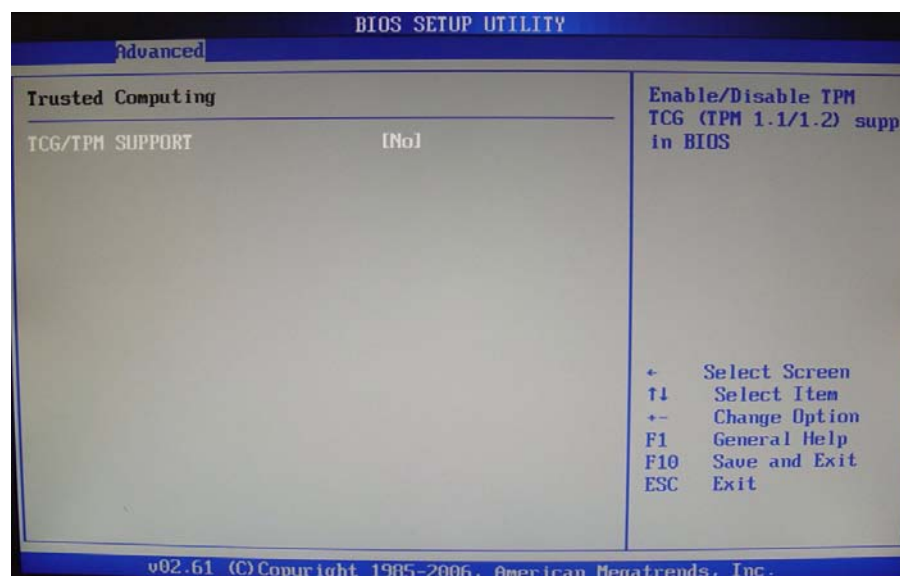 BIOS SETUP UTILITY
Advanced
Trusted Computing
TCG/TPM SUPPORT [No]
Enable/Disable TPM
TCG (TPM 1.1/1.2) supp
in BIOS
← Select Screen
↑↓ Select Item
+- Change Option
F1 General Help
F10 Save and Exit
ESC Exit
v02.61 (C)Copyright 1985-2006, American Megatrends, Inc.